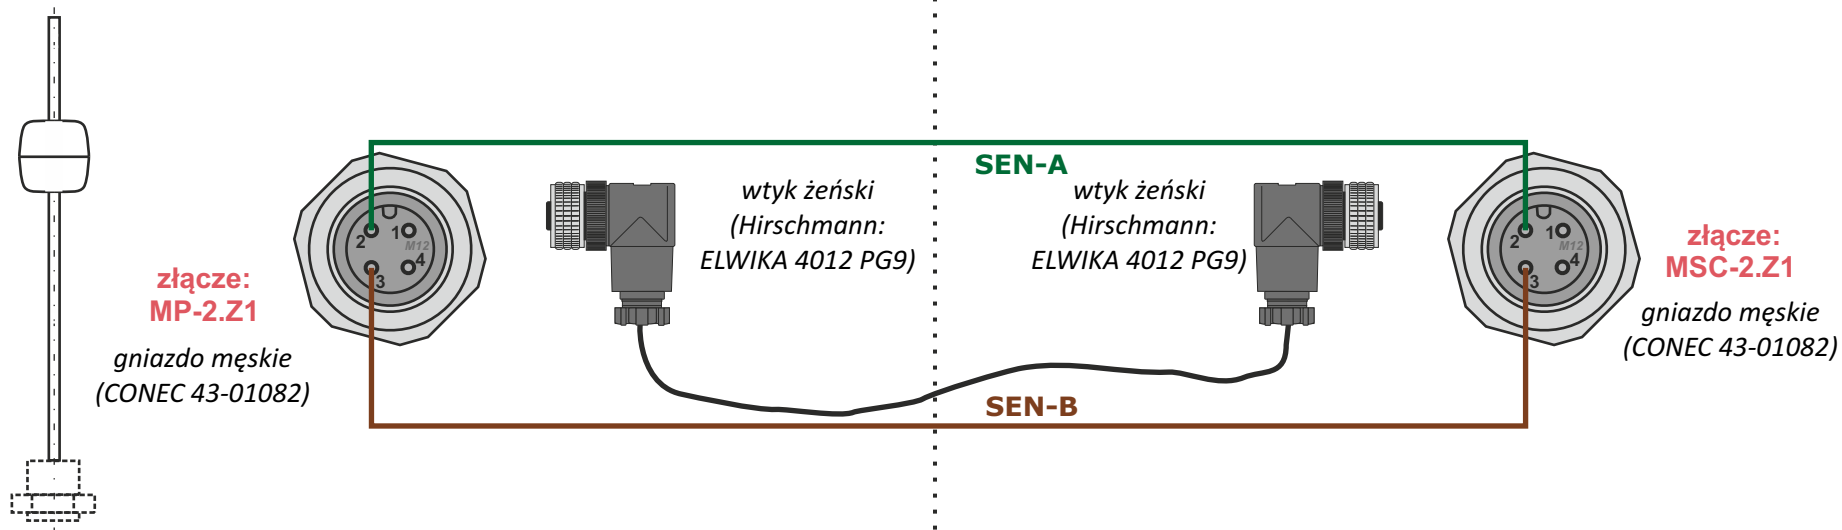 SEN-A
wtyk żeński
(Hirschmann:
ELWIKA 4012 PG9)
wtyk żeński
(Hirschmann:
ELWIKA 4012 PG9)
2 1
M12
3 4
złącze:
MP-2.Z1
gniazdo męskie
(CONEC 43-01082)
2 1
M12
3 4
złącze:
MSC-2.Z1
gniazdo męskie
(CONEC 43-01082)
SEN-B